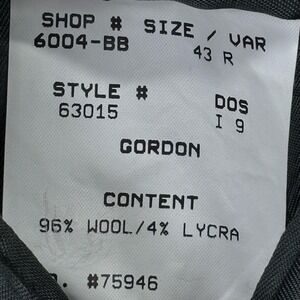 SHOP # SIZE / VAR
6004-BB 43 R
STYLE # DOS
63015 I 9
GORDON
CONTENT
96% WOOL/4% LYCRA
#75946